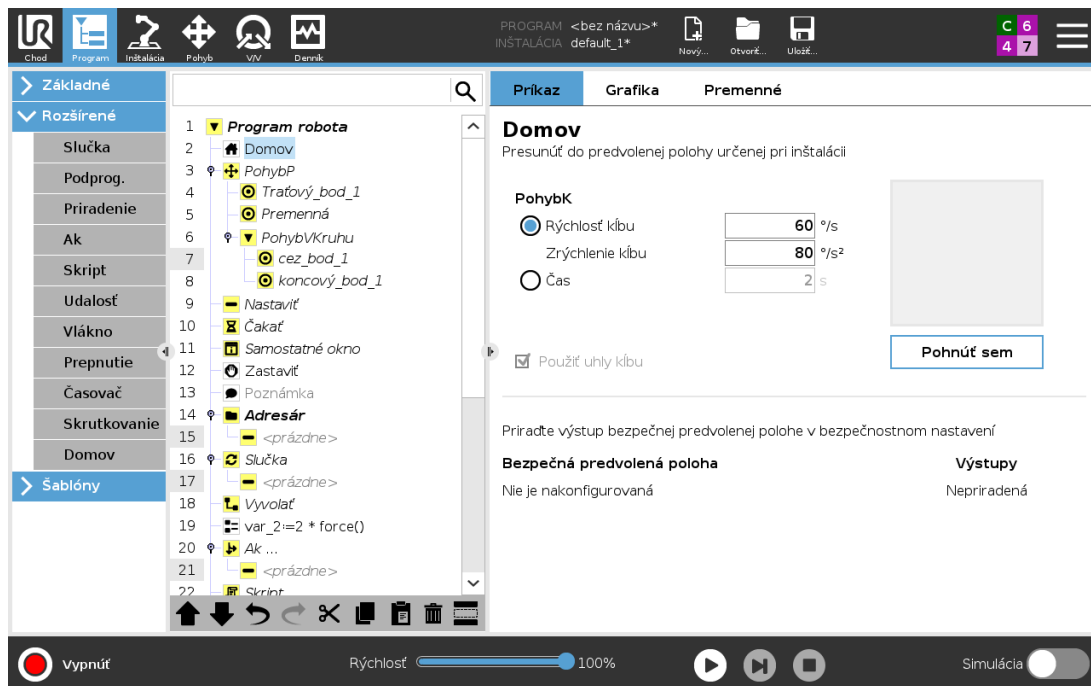 PROGRAM <bez názvu>*
INŠTALÁCIA default_1*
C 6
4 7
Chod Program Inštalácia Pohyb V/V Denník Nový... Otvoriť... Uložiť...
Základné
Rozšírené
Slučka
Podprog.
Priradenie
Ak
Skript
Udalosť
Vlákno
Prepnutie
Časovač
Skrutkovanie
Domov
Šablóny
1 Program robota
2 Domov
3 PohybP
4 Traťový_bod_1
5 Premenná
6 PohybVKruhu
7 cez_bod_1
8 koncový_bod_1
9 Nastaviť
10 Čakať
11 Samostatné okno
12 Zastaviť
13 Poznámka
14 Adresár
15 <prázdne>
16 Slučka
17 <prázdne>
18 Vyvolať
19 var_2:=2 * force()
20 Ak ...
21 <prázdne>
22 Skript
Príkaz Grafika Premenné
Domov
Presunúť do predvolenej polohy určenej pri inštalácii
PohybK
Rýchlosť kĺbu 60 °/s
Zrýchlenie kĺbu 80 °/s²
Čas 2 s
Použiť uhly kĺbu
Pohnúť sem
Priraďte výstup bezpečnej predvolenej polohe v bezpečnostnom nastavení
Bezpečná predvolená poloha Výstupy
Nie je nakonfigurovaná Nepriradená
Vypnúť Rýchlosť 100% Simulácia